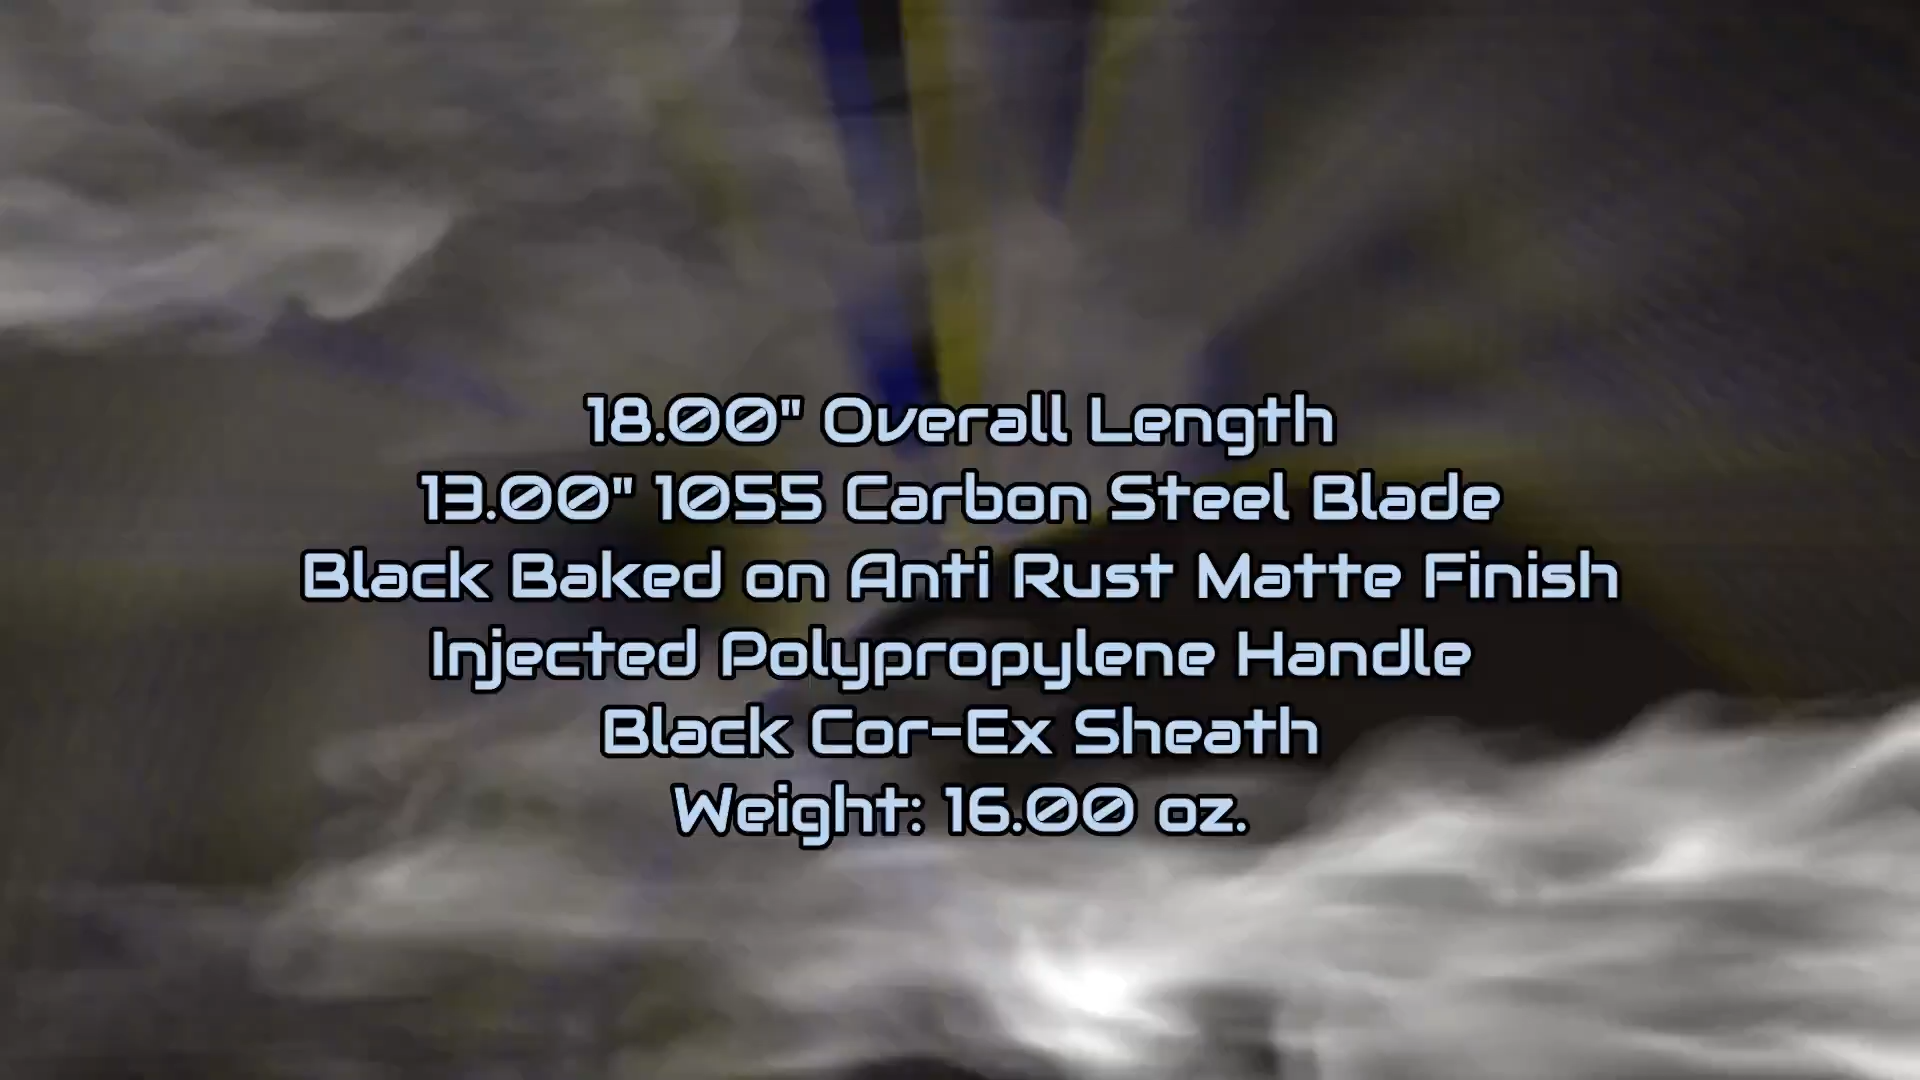 18.00" Overall Length
13.00" 1055 Carbon Steel Blade
Black Baked on Anti Rust Matte Finish
Injected Polypropylene Handle
Black Cor-Ex Sheath
Weight: 16.00 oz.